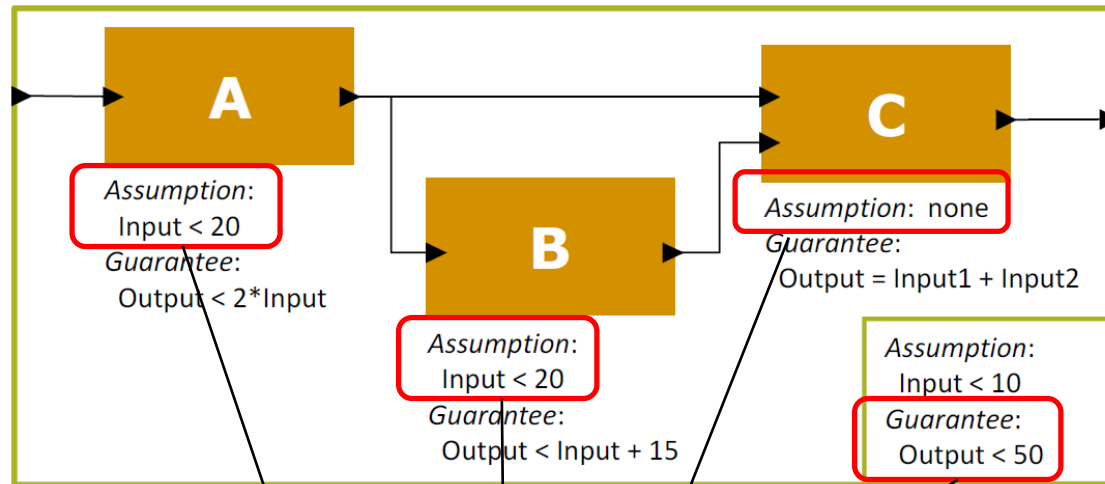 A
Assumption:
Input < 20
Guarantee:
Output < 2*Input
B
Assumption:
Input < 20
Guarantee:
Output < Input + 15
C
Assumption: none
Guarantee:
Output = Input1 + Input2
Assumption:
Input < 10
Guarantee:
Output < 50